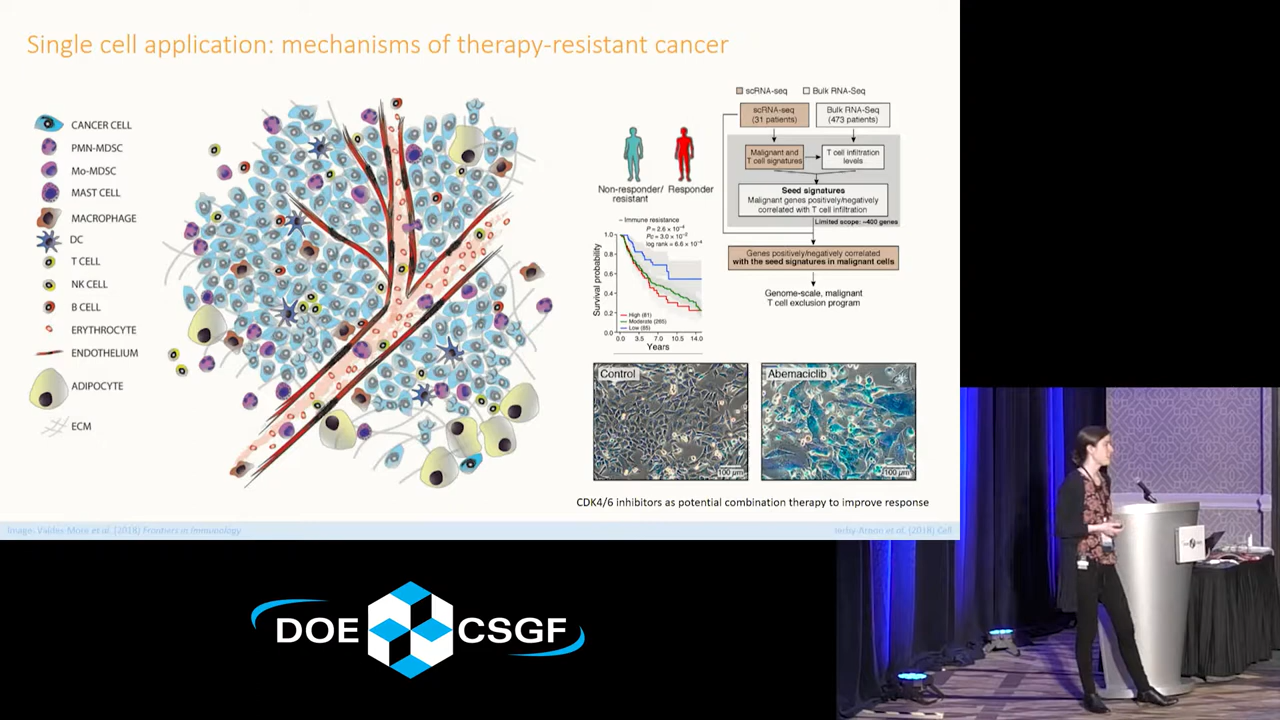 Single cell application: mechanisms of therapy-resistant cancer
CANCER CELL
PMN-MDSC
Mo-MDSC
MAST CELL
MACROPHAGE
DC
T CELL
NK CELL
B CELL
ERYTHROCYTE
ENDOTHELIUM
ADIPOCYTE
ECM
Non-responder/
resistant
Responder
scRNA-seq
Bulk RNA-Seq
scRNA-seq
(31 patients)
Bulk RNA-Seq
(473 patients)
Malignant and
T cell signatures
T cell infiltration
levels
Seed signatures
Malignant genes positively/negatively
correlated with T cell infiltration
Limited scope: ~400 genes
Genes positively/negatively correlated
with the seed signatures in malignant cells
Genome-scale, malignant
T cell exclusion program
– Immune resistance
P = 2.6 × 10⁻⁴
Pc = 3.0 × 10⁻²
log rank = 6.6 × 10⁻⁴
Survival probability
1.0
0.8
0.6
0.4
0.2
0.0
High (81)
Moderate (265)
Low (85)
0.0 3.5 7.0 10.5 14.0
Years
Control
100 µm
Abemaciclib
100 µm
CDK4/6 inhibitors as potential combination therapy to improve response
Image: Valdes-Mora et al. (2018) Frontiers in Immunology
et al. (2018) Cell
DOE CSGF